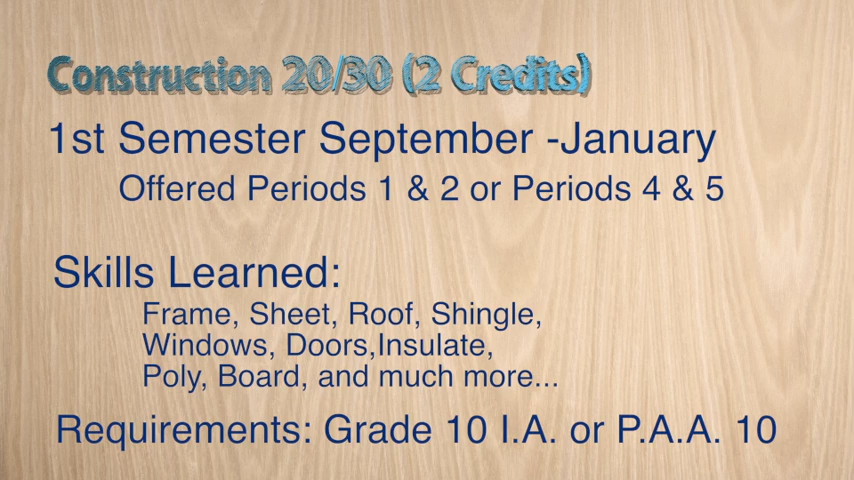 Construction 20/30 (2 Credits)
1st Semester September -January
Offered Periods 1 & 2 or Periods 4 & 5
Skills Learned:
Frame, Sheet, Roof, Shingle,
Windows, Doors,Insulate,
Poly, Board, and much more...
Requirements: Grade 10 I.A. or P.A.A. 10